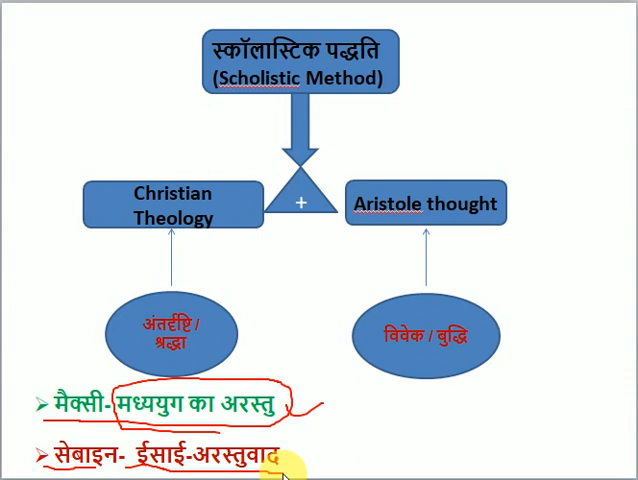 स्कॉलास्टिक पद्धति
(Scholistic Method)
Christian
Theology
+
Aristole thought
अंतर्दृष्टि /
श्रद्धा
विवेक / बुद्धि
मैक्सी- मध्ययुग का अरस्तु
सेबाइन- ईसाई-अरस्तुवाद